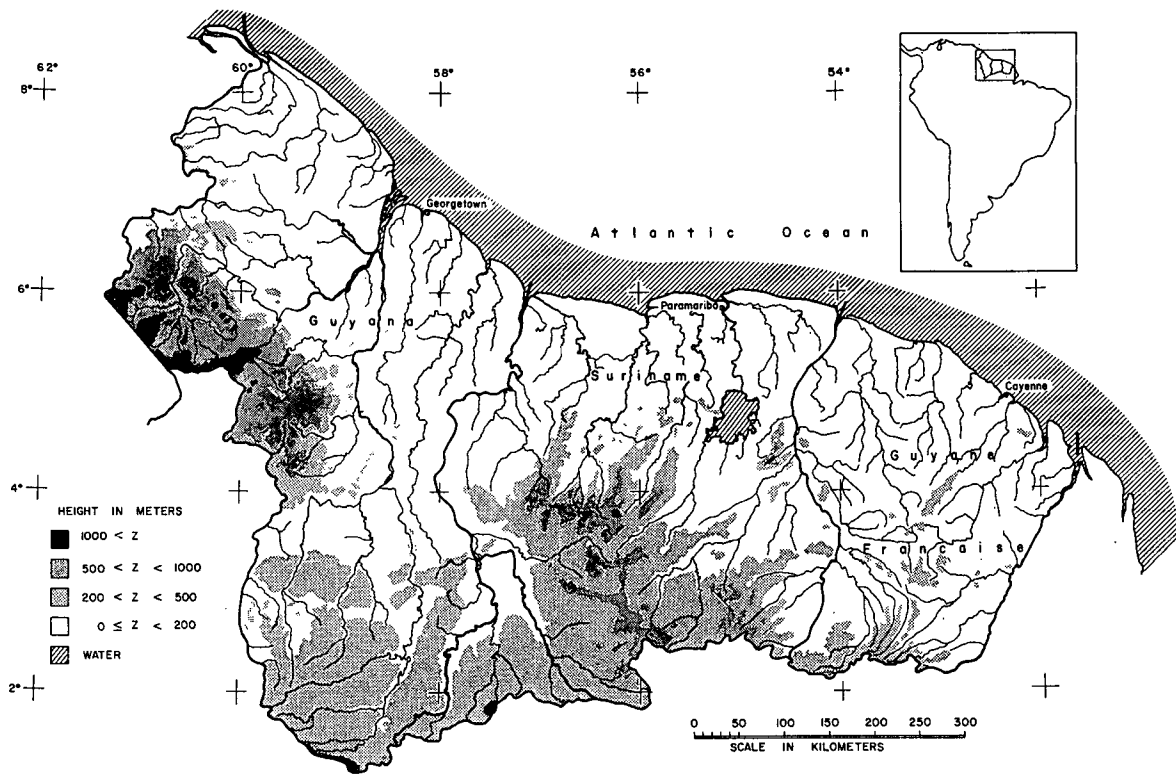 62° 60° 58° 56° 54°
8°
Georgetown
Atlantic Ocean
6°
Paramaribo
Guyana
Suriname
Cayenne
Guyane
4°
HEIGHT IN METERS
1000 < Z
Francaise
500 < Z < 1000
200 < Z < 500
0 ≤ Z < 200
WATER
2°
0 50 100 150 200 250 300
SCALE IN KILOMETERS